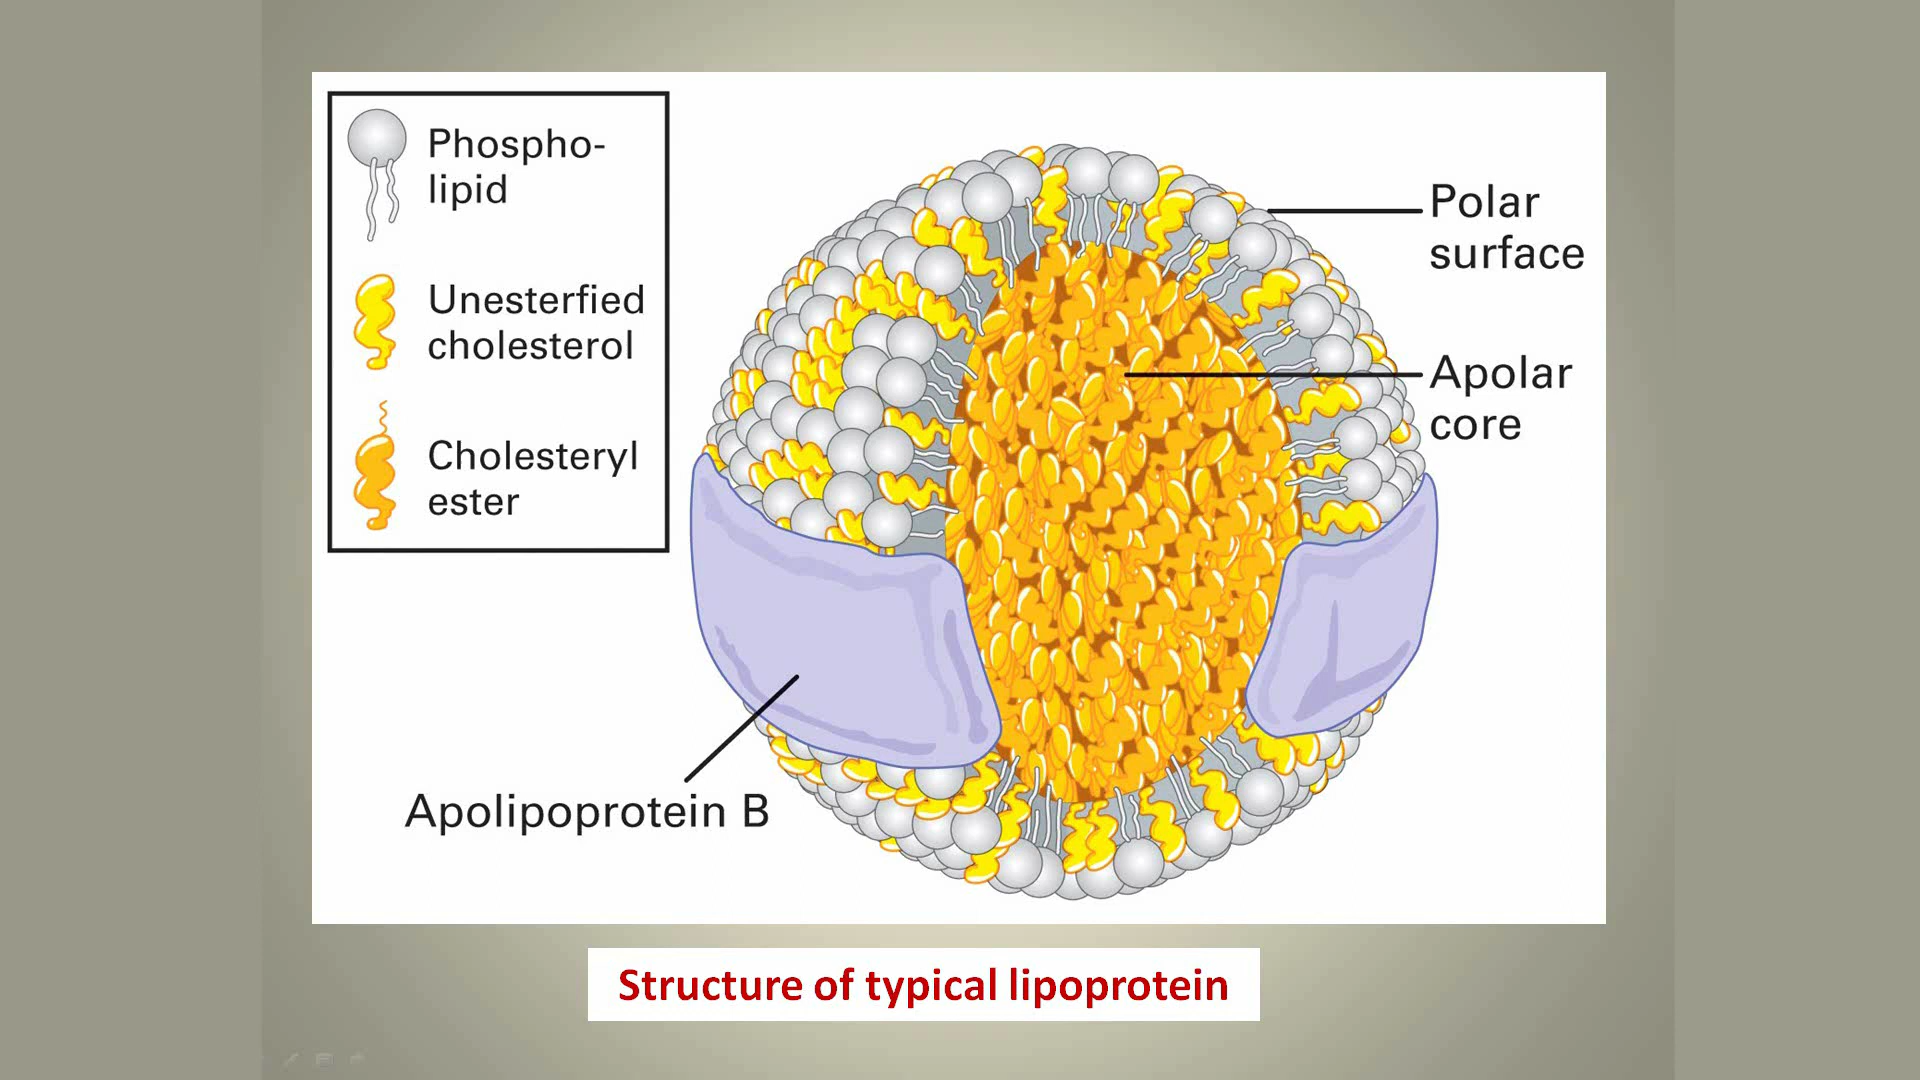 Phospho-
lipid
Unesterfied
cholesterol
Cholesteryl
ester
Polar
surface
Apolar
core
Apolipoprotein B
Structure of typical lipoprotein